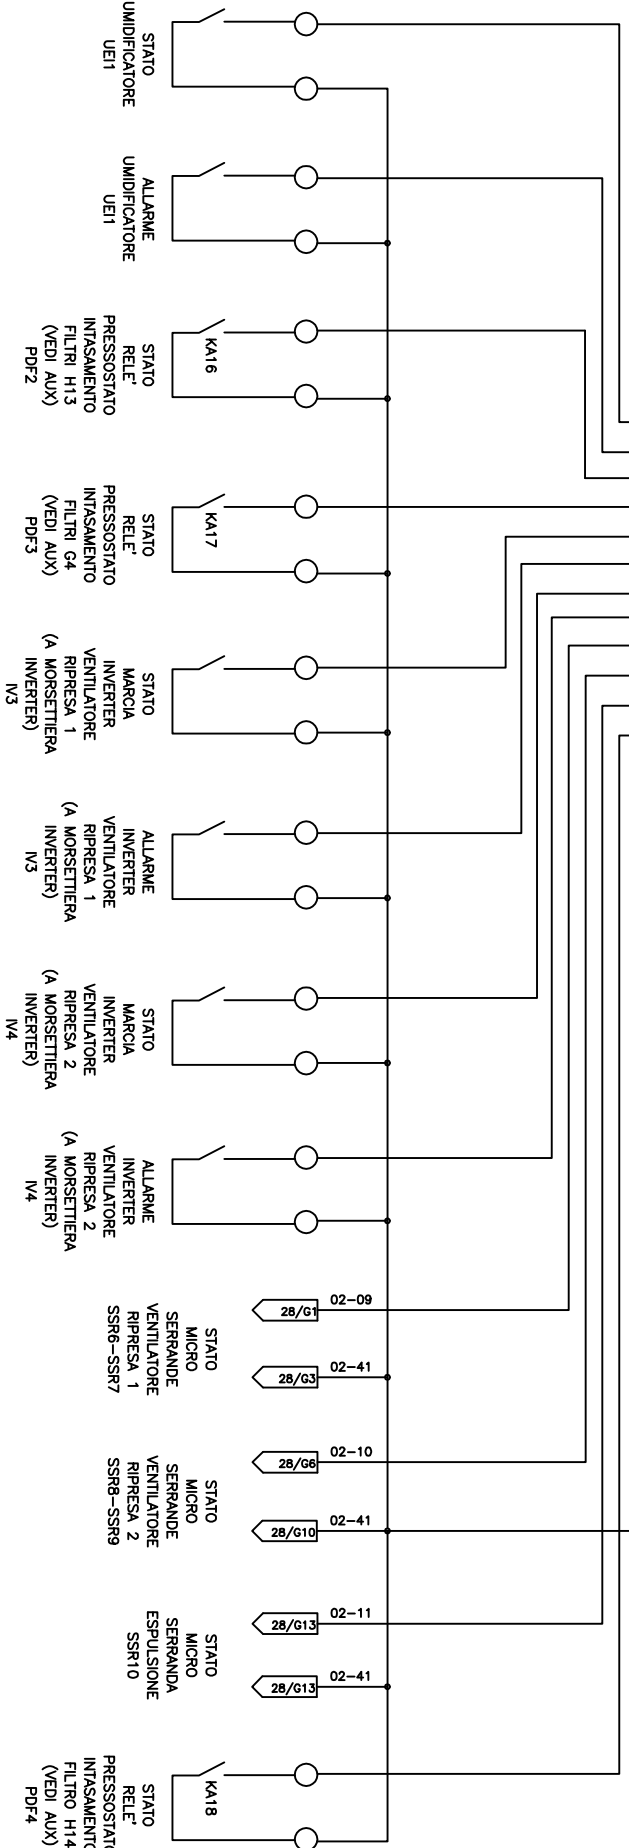 STATO
UMIDIFICATORE
UEI1
ALLARME
UMIDIFICATORE
UEI1
KA16
STATO
RELE'
PRESSOSTATO
INTASAMENTO
FILTRI H13
(VEDI AUX)
PDF2
KA17
STATO
RELE'
PRESSOSTATO
INTASAMENTO
FILTRI G4
(VEDI AUX)
PDF3
STATO
MARCIA
INVERTER
VENTILATORE
RIPRESA 1
(A MORSETTIERA
INVERTER)
IV3
ALLARME
INVERTER
VENTILATORE
RIPRESA 1
(A MORSETTIERA
INVERTER)
IV3
STATO
MARCIA
INVERTER
VENTILATORE
RIPRESA 2
(A MORSETTIERA
INVERTER)
IV4
ALLARME
INVERTER
VENTILATORE
RIPRESA 2
(A MORSETTIERA
INVERTER)
IV4
02-09
28/G1
02-41
28/G3
STATO
MICRO
SERRANDE
VENTILATORE
RIPRESA 1
SSR6-SSR7
02-10
28/G6
02-41
28/G10
STATO
MICRO
SERRANDE
VENTILATORE
RIPRESA 2
SSR8-SSR9
02-11
28/G13
02-41
28/G13
STATO
MICRO
SERRANDA
ESPULSIONE
SSR10
KA18
STATO
RELE'
PRESSOSTATO
INTASAMENTO
FILTRO H14
(VEDI AUX)
PDF4